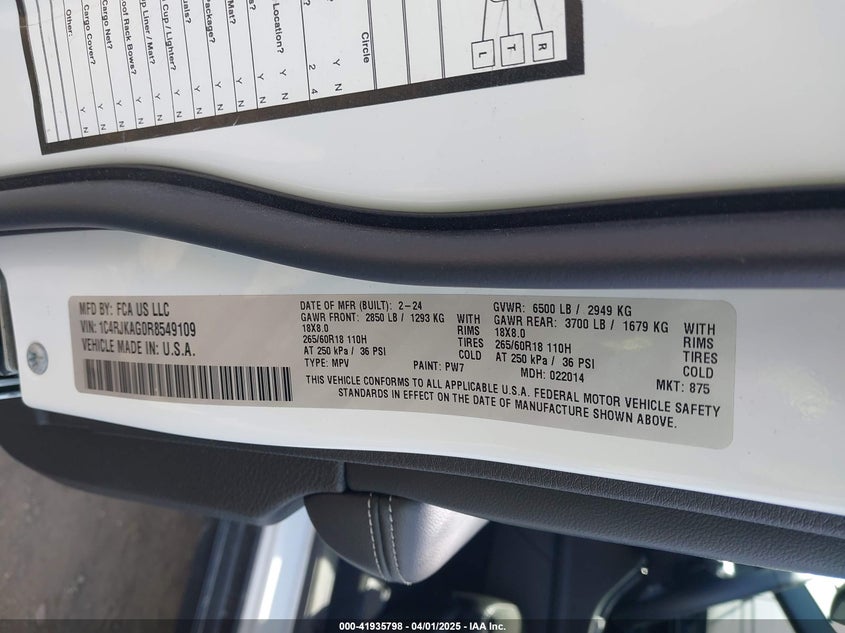 Other:
Cargo Cover? Y N
Cargo Net? Y N
Roof Rack Bows? Y N
Liner / Mat? Y N
Cup / Lighter? Y N
Y N
Package? Y N
Mat? Y N
Y N
Location? Y N
2 4
Y N
Circle
L T R
MFD BY: FCA US LLC
VIN: 1C4RJKAG0R8549109
VEHICLE MADE IN: U.S.A.
DATE OF MFR (BUILT): 2-24
GAWR FRONT: 2850 LB / 1293 KG WITH
18X8.0 RIMS
265/60R18 110H TIRES
AT 250 kPa / 36 PSI COLD
TYPE: MPV PAINT: PW7
GVWR: 6500 LB / 2949 KG
GAWR REAR: 3700 LB / 1679 KG WITH
18X8.0 RIMS
265/60R18 110H TIRES
AT 250 kPa / 36 PSI COLD
MDH: 022014 MKT: 875
THIS VEHICLE CONFORMS TO ALL APPLICABLE U.S.A. FEDERAL MOTOR VEHICLE SAFETY
STANDARDS IN EFFECT ON THE DATE OF MANUFACTURE SHOWN ABOVE.
000-41935798 - 04/01/2025 - IAA Inc.